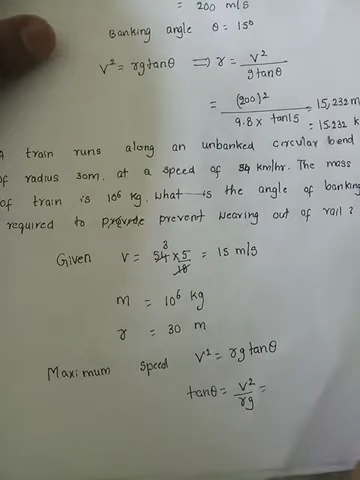 = 200 m/s
Banking angle θ = 15°
V² = rg tanθ ⟹ r = V² / g tanθ
= (200)² / 9.8 × tan15 = 15,232 m
= 15.232 k
A train runs along an unbanked circular bend
of radius 30m. at a speed of 54 km/hr. The mass
of train is 10⁶ kg. What is the angle of banking
required to prevent weaving out of rail?
Given V = 54 × 5 / 18 = 15 m/s
3
m = 10⁶ kg
r = 30 m
Maximum speed V² = rg tanθ
tanθ = V² / rg =